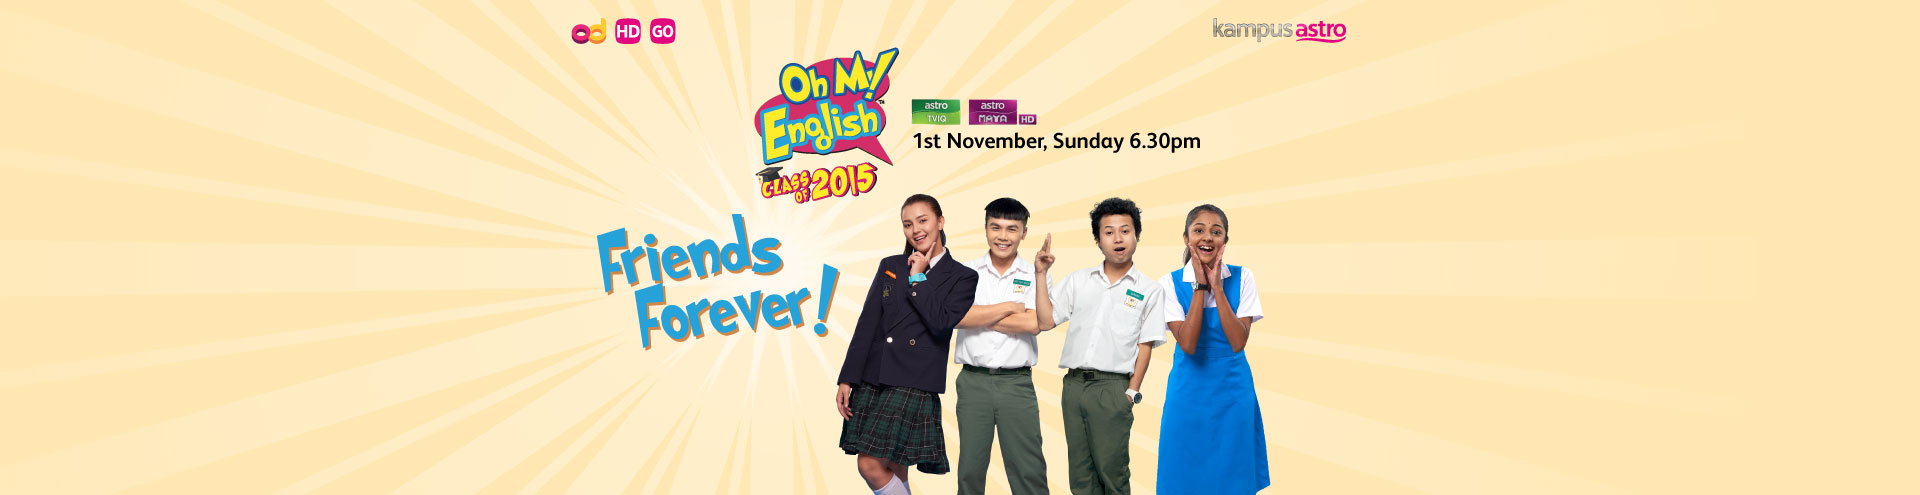 od HD GO
kampus astro
Oh My!
English™
CLASS
OF 2015
astro TVIQ
astro MAYA HD
1st November, Sunday 6.30pm
Friends
Forever!